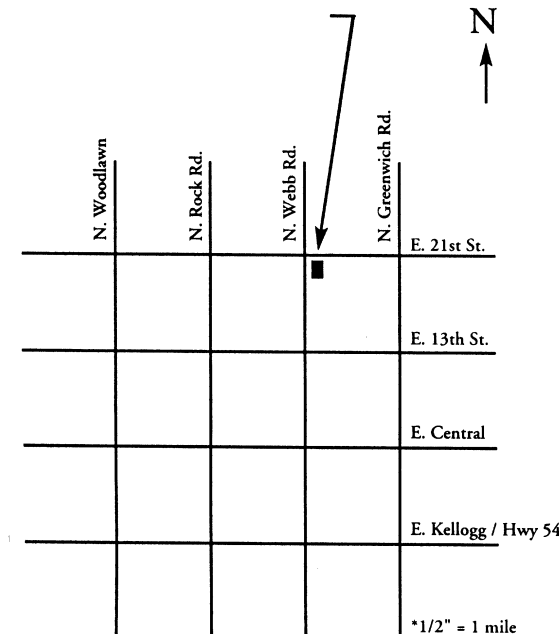 N
N. Woodlawn
N. Rock Rd.
N. Webb Rd.
N. Greenwich Rd.
E. 21st St.
E. 13th St.
E. Central
E. Kellogg / Hwy 54
*1/2" = 1 mile